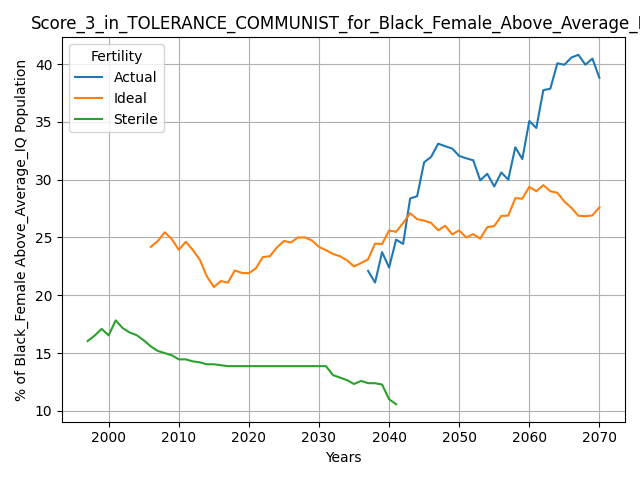 Score_3_in_TOLERANCE_COMMUNIST_for_Black_Female_Above_Average_I
Fertility
Actual
Ideal
Sterile
% of Black_Female Above_Average_IQ Population
40
35
30
25
20
15
10
2000 2010 2020 2030 2040 2050 2060 2070
Years